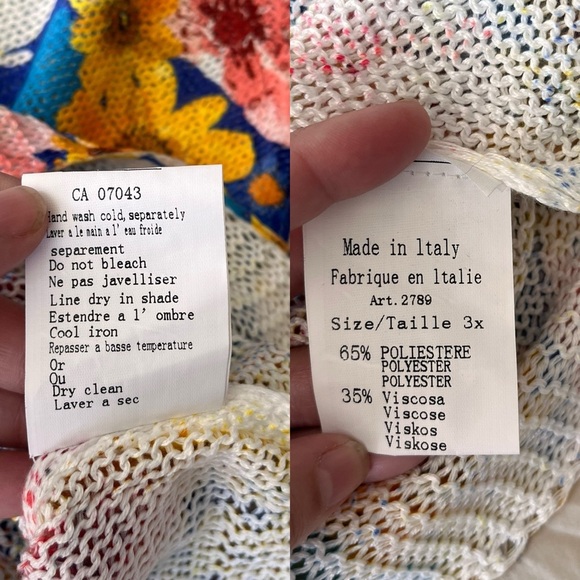 CA 07043
Hand wash cold, separately
Laver a le main a l' eau froide
separement
Do not bleach
Ne pas javelliser
Line dry in shade
Estendre a l' ombre
Cool iron
Repasser a basse temperature
Or
Ou
Dry clean
Laver a sec
Made in ltaly
Fabrique en ltalie
Art. 2789
Size/Taille 3x
65% POLIESTERE
POLYESTER
POLYESTER
35% Viscosa
Viscose
Viskos
Viskose